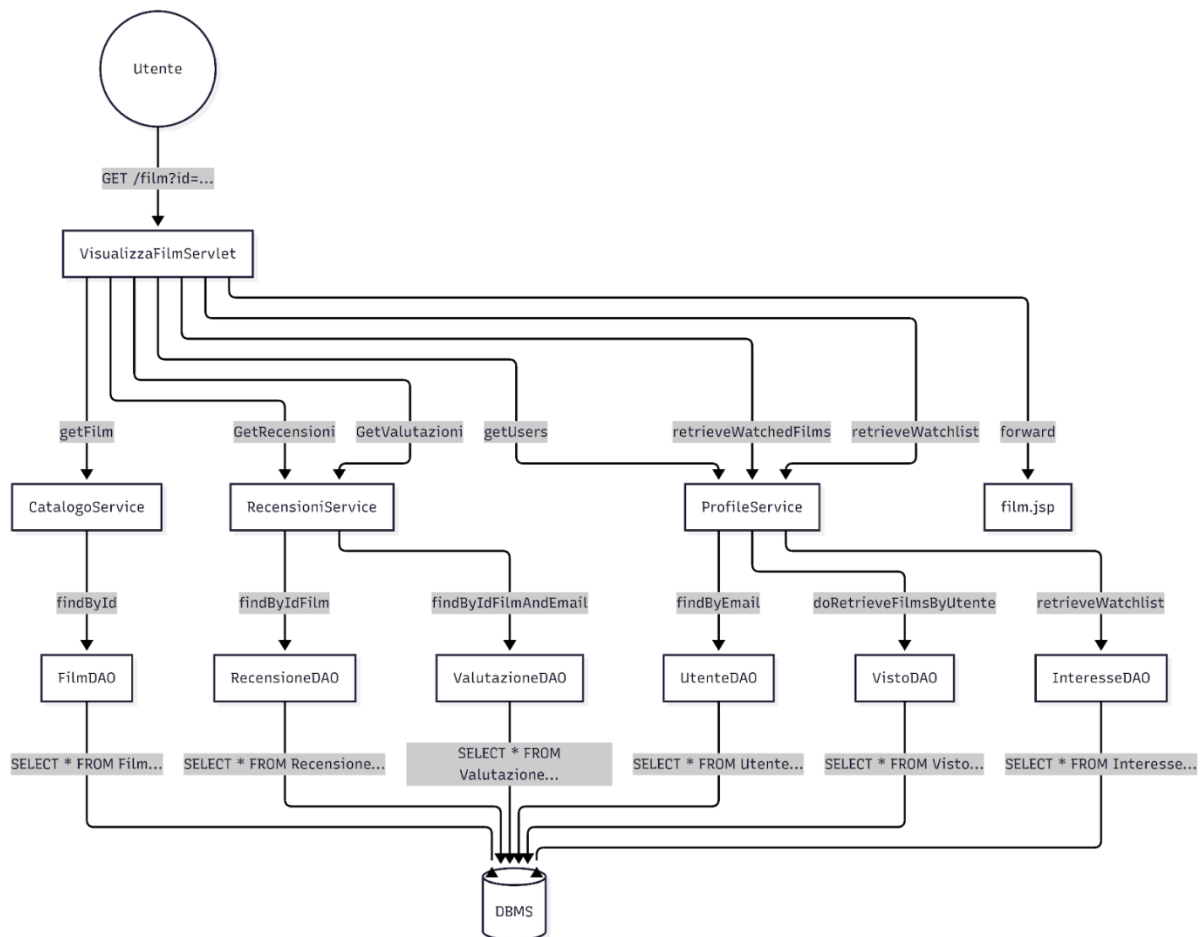 Utente
GET /film?id=...
VisualizzaFilmServlet
getFilm
GetRecensioni
GetValutazioni
getUsers
retrieveWatchedFilms
retrieveWatchlist
forward
CatalogoService
RecensioniService
ProfileService
film.jsp
findById
findByIdFilm
findByIdFilmAndEmail
findByEmail
doRetrieveFilmsByUtente
retrieveWatchlist
FilmDAO
RecensioneDAO
ValutazioneDAO
UtenteDAO
VistoDAO
InteresseDAO
SELECT * FROM Film...
SELECT * FROM Recensione...
SELECT * FROM
Valutazione...
SELECT * FROM Utente...
SELECT * FROM Visto...
SELECT * FROM Interesse...
DBMS